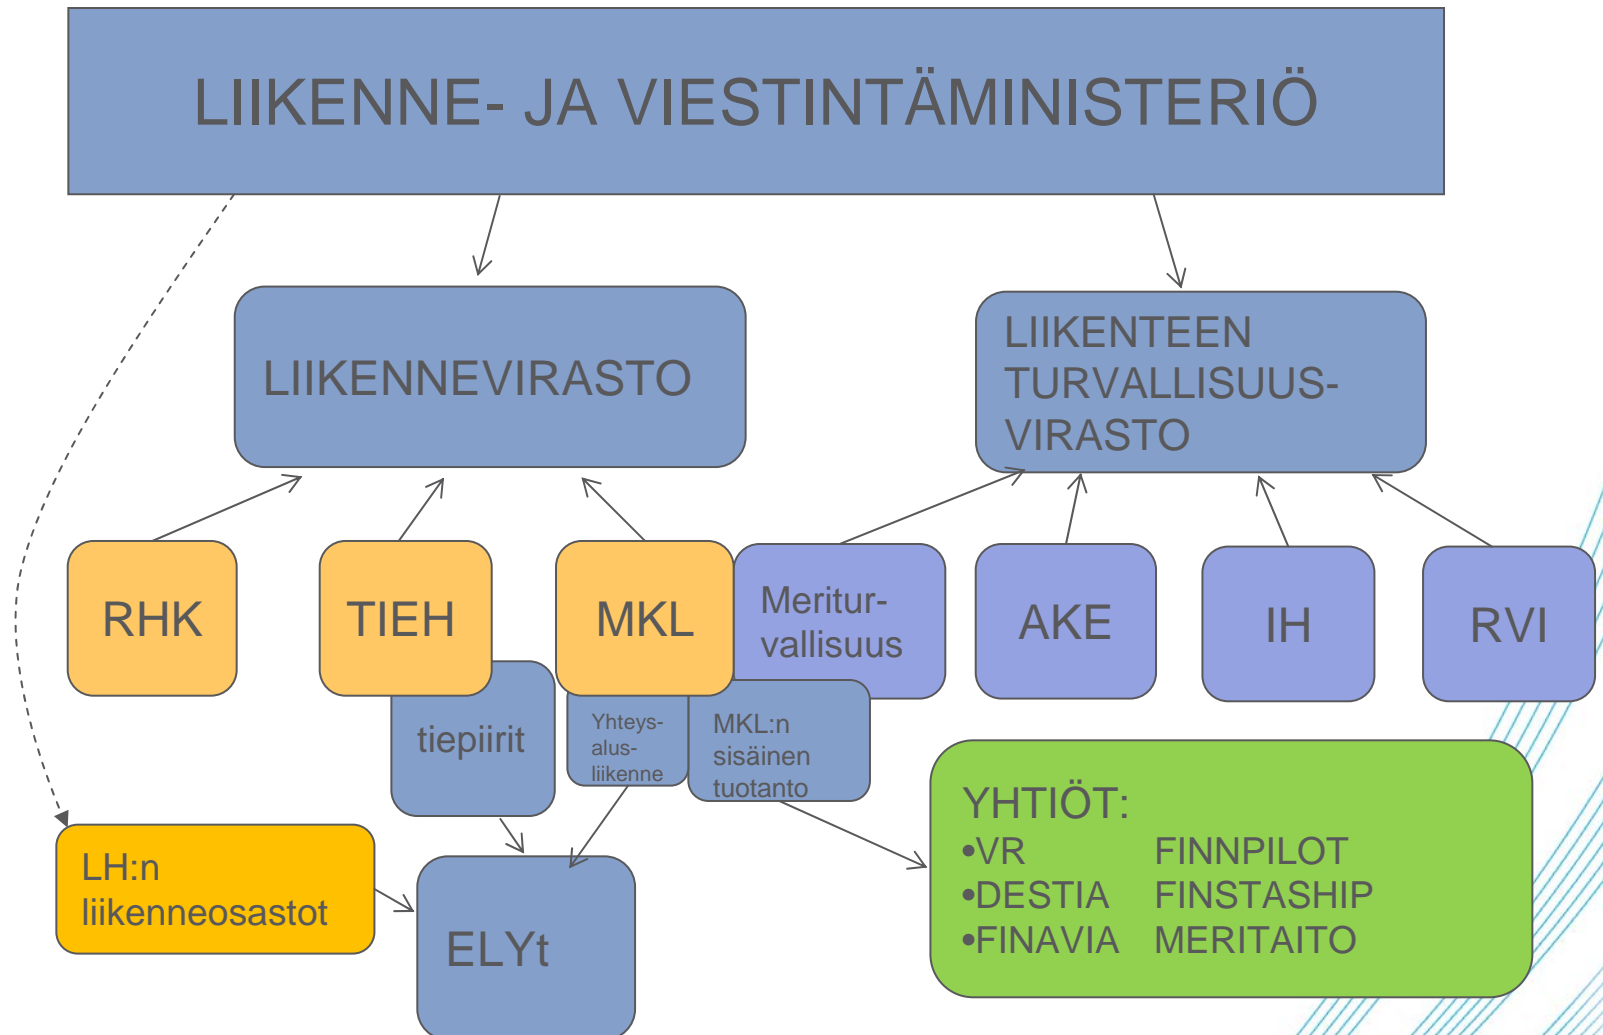 LIIKENNE- JA VIESTINTÄMINISTERIÖ
LIIKENNEVIRASTO
LIIKENTEEN
TURVALLISUUS-
VIRASTO
RHK
TIEH
MKL
Meritur-
vallisuus
AKE
IH
RVI
tiepiirit
Yhteys-
alus-
liikenne
MKL:n
sisäinen
tuotanto
LH:n
liikenneosastot
ELYt
YHTIÖT:
•VR FINNPILOT
•DESTIA FINSTASHIP
•FINAVIA MERITAITO